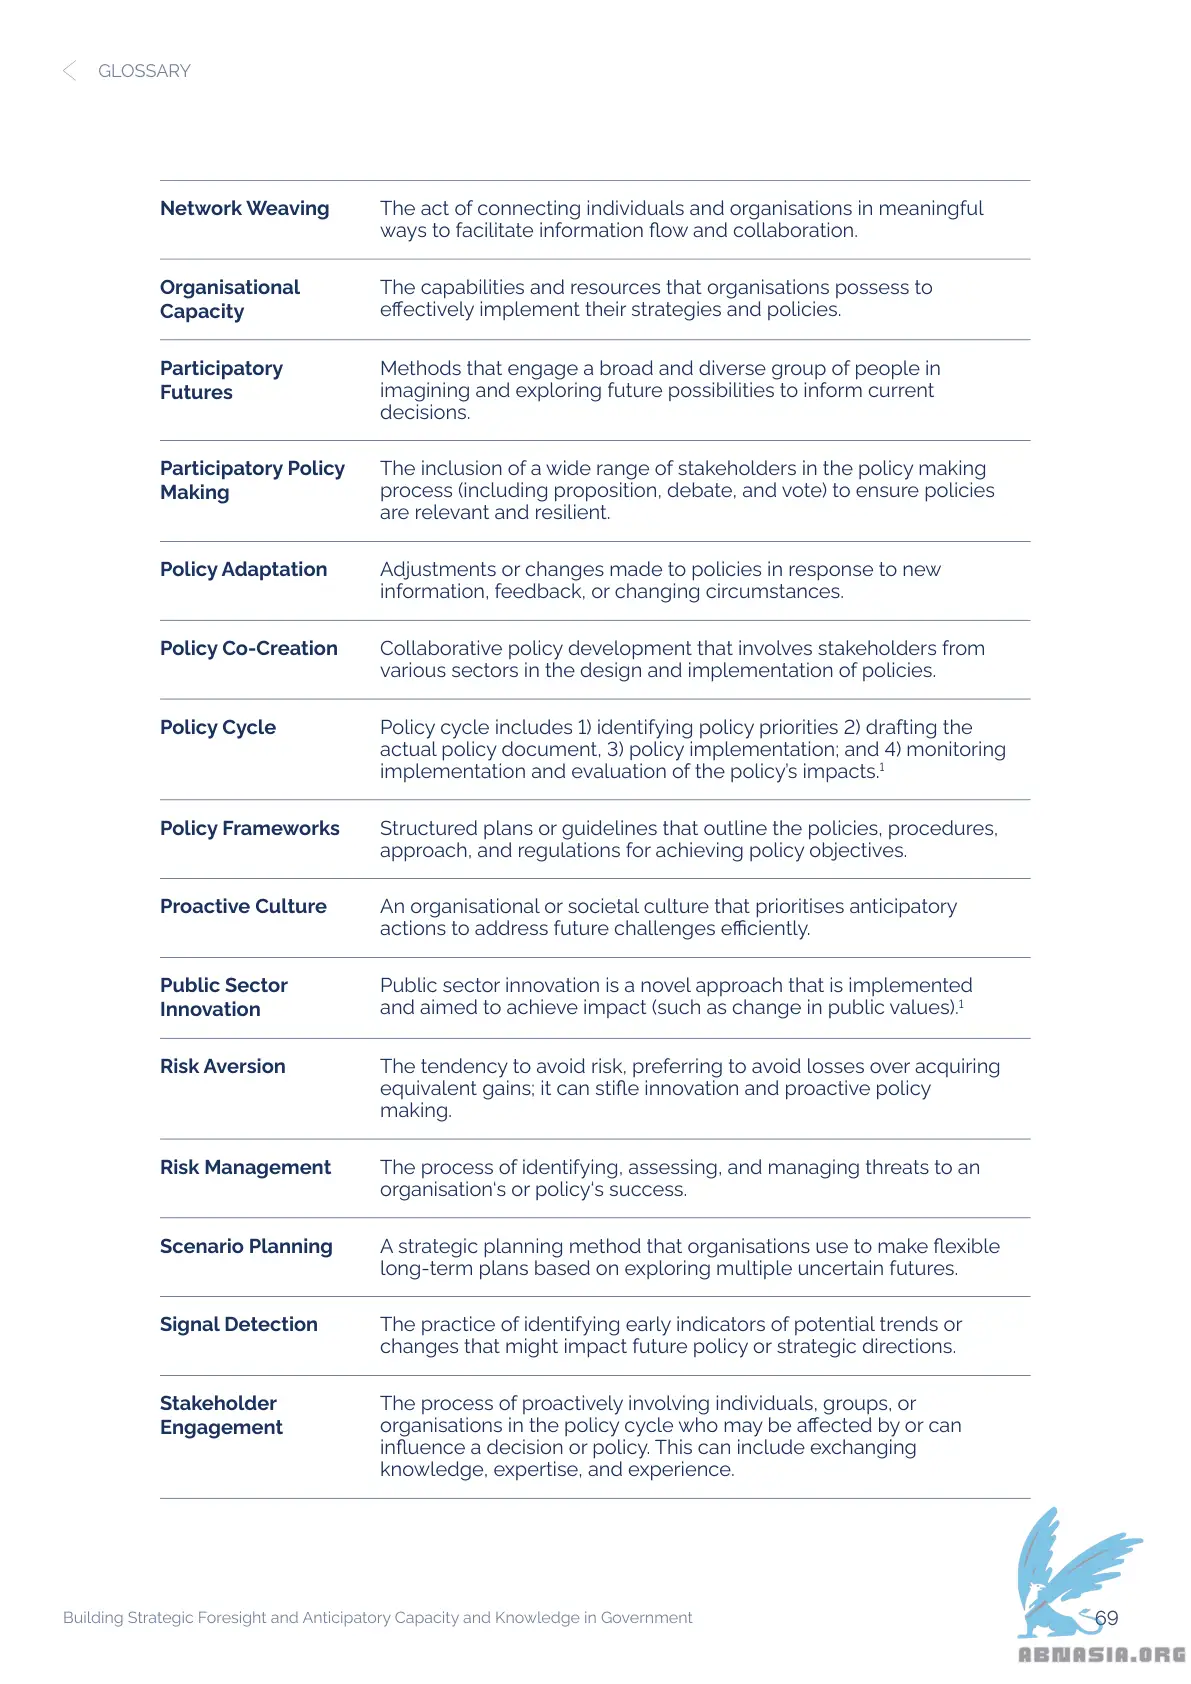 GLOSSARY
Network Weaving
The act of connecting individuals and organisations in meaningful
ways to facilitate information flow and collaboration.
Organisational
Capacity
The capabilities and resources that organisations possess to
effectively implement their strategies and policies.
Participatory
Futures
Methods that engage a broad and diverse group of people in
imagining and exploring future possibilities to inform current
decisions.
Participatory Policy
Making
The inclusion of a wide range of stakeholders in the policy making
process (including proposition, debate, and vote) to ensure policies
are relevant and resilient.
Policy Adaptation
Adjustments or changes made to policies in response to new
information, feedback, or changing circumstances.
Policy Co-Creation
Collaborative policy development that involves stakeholders from
various sectors in the design and implementation of policies.
Policy Cycle
Policy cycle includes 1) identifying policy priorities 2) drafting the
actual policy document, 3) policy implementation; and 4) monitoring
implementation and evaluation of the policy’s impacts.1
Policy Frameworks
Structured plans or guidelines that outline the policies, procedures,
approach, and regulations for achieving policy objectives.
Proactive Culture
An organisational or societal culture that prioritises anticipatory
actions to address future challenges efficiently.
Public Sector
Innovation
Public sector innovation is a novel approach that is implemented
and aimed to achieve impact (such as change in public values).1
Risk Aversion
The tendency to avoid risk, preferring to avoid losses over acquiring
equivalent gains; it can stifle innovation and proactive policy
making.
Risk Management
The process of identifying, assessing, and managing threats to an
organisation‘s or policy‘s success.
Scenario Planning
A strategic planning method that organisations use to make flexible
long-term plans based on exploring multiple uncertain futures.
Signal Detection
The practice of identifying early indicators of potential trends or
changes that might impact future policy or strategic directions.
Stakeholder
Engagement
The process of proactively involving individuals, groups, or
organisations in the policy cycle who may be affected by or can
influence a decision or policy. This can include exchanging
knowledge, expertise, and experience.
Building Strategic Foresight and Anticipatory Capacity and Knowledge in Government
69
ABNASIA.ORG